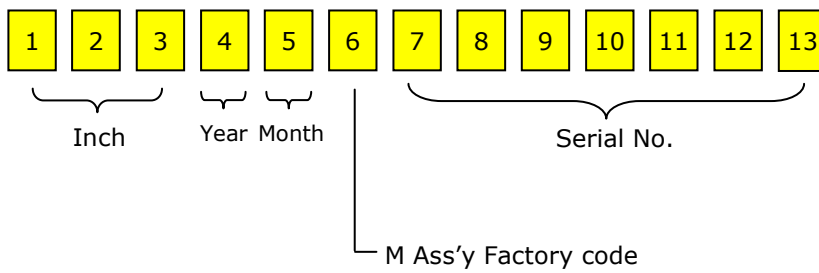 1 2 3 4 5 6 7 8 9 10 11 12 13
Inch Year Month Serial No.
M Ass’y Factory code